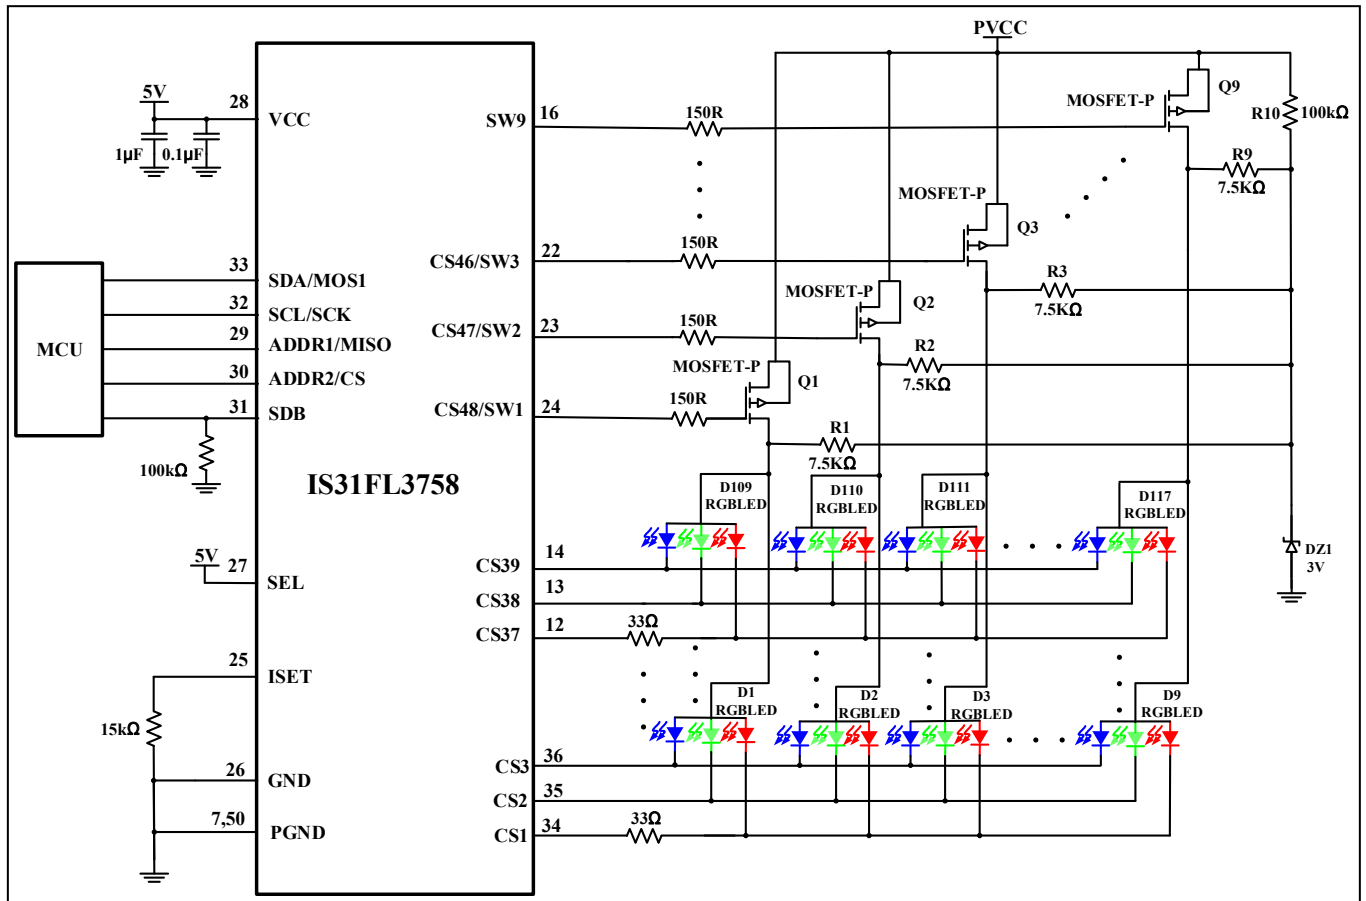 PVCC
5V
28
VCC
1µF
0.1µF
SW9
16
150R
MOSFET-P
Q9
R10
100kΩ
R9
7.5KΩ
MOSFET-P
Q3
CS46/SW3
22
150R
R3
7.5KΩ
MCU
33
SDA/MOS1
32
SCL/SCK
29
ADDR1/MISO
30
ADDR2/CS
31
SDB
100kΩ
MOSFET-P
Q2
CS47/SW2
23
150R
R2
7.5KΩ
MOSFET-P
Q1
CS48/SW1
24
150R
R1
7.5KΩ
IS31FL3758
D109
RGBLED
D110
RGBLED
D111
RGBLED
D117
RGBLED
DZ1
3V
5V
27
SEL
CS39
14
CS38
13
CS37
12
33Ω
25
ISET
15kΩ
26
GND
7,50
PGND
D1
RGBLED
D2
RGBLED
D3
RGBLED
D9
RGBLED
CS3
36
CS2
35
CS1
34
33Ω